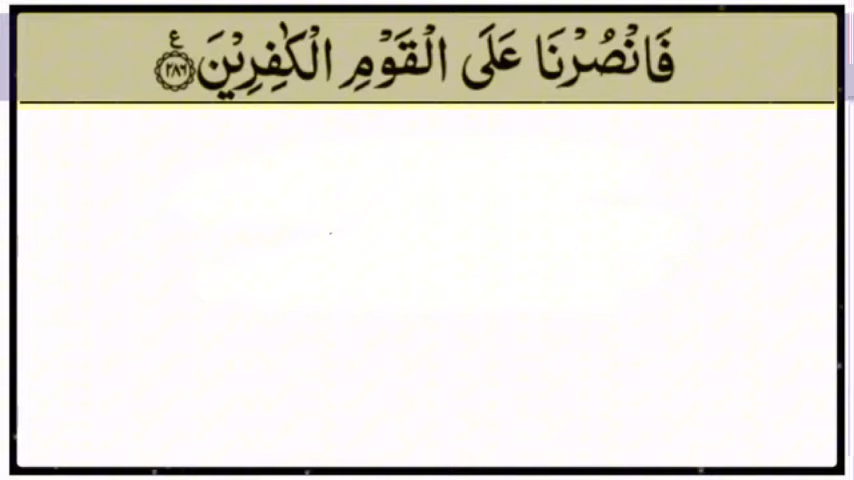 فَانْصُرْنَا عَلَى الْقَوْمِ الْكٰفِرِيْنَ ﴿٢٨٦﴾ ع